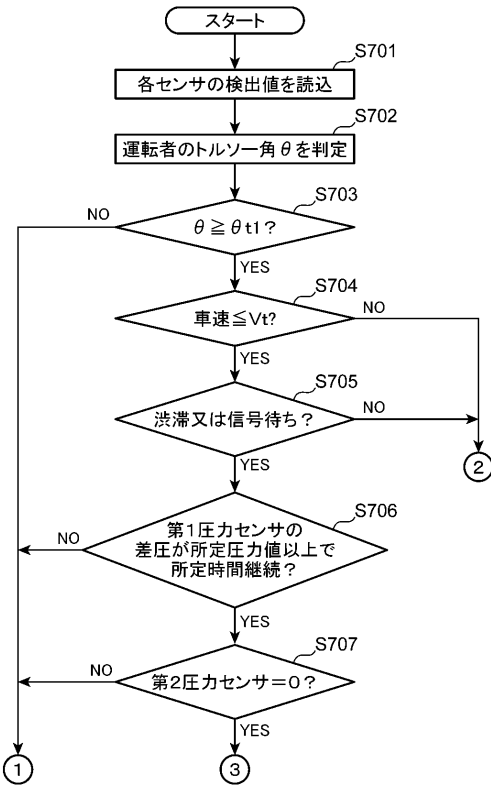 スタート
S701
各センサの検出値を読込
S702
運転者のトルソー角θを判定
S703
NO
θ≧θt1?
YES
S704
車速≦Vt?
NO
YES
S705
渋滞又は信号待ち?
NO
②
YES
S706
第1圧力センサの
差圧が所定圧力値以上で
所定時間継続?
NO
YES
S707
NO
第2圧力センサ=0?
YES
①
③